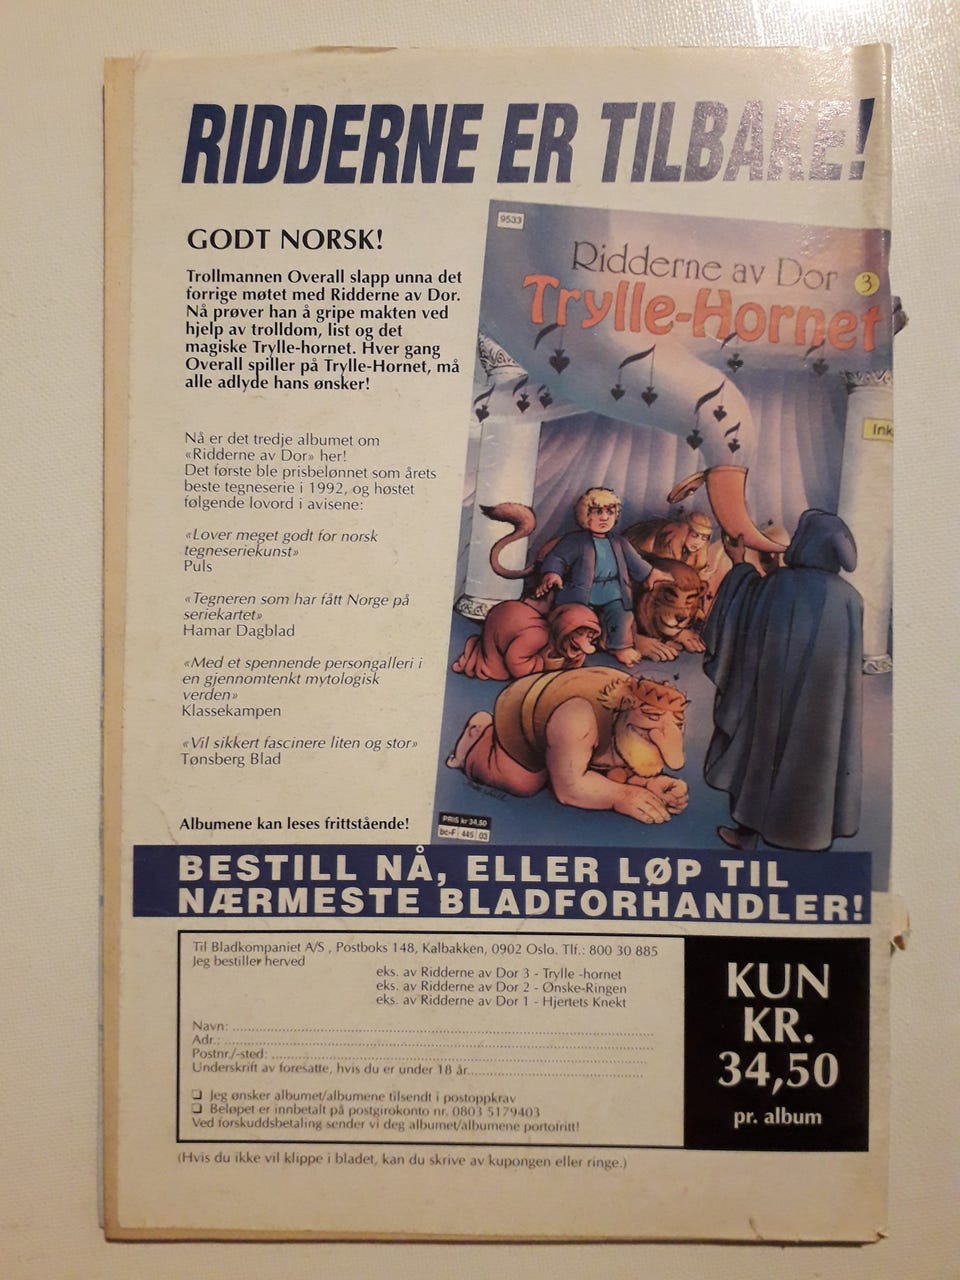 RIDDERNE ER TILBAKE!
GODT NORSK!
Trollmannen Overall slapp unna det
forrige møtet med Ridderne av Dor.
Nå prøver han å gripe makten ved
hjelp av trolldom, list og det
magiske Trylle-hornet. Hver gang
Overall spiller på Trylle-Hornet, må
alle adlyde hans ønsker!
Nå er det tredje albumet om
«Ridderne av Dor» her!
Det første ble prisbelønnet som årets
beste tegneserie i 1992, og høstet
følgende lovord i avisene:
«Lover meget godt for norsk
tegneseriekunst»
Puls
«Tegneren som har fått Norge på
seriekartet»
Hamar Dagblad
«Med et spennende persongalleri i
en gjennomtenkt mytologisk
verden»
Klassekampen
«Vil sikkert fascinere liten og stor»
Tønsberg Blad
Albumene kan leses frittstående!
9533
Ridderne av Dor
3
Trylle-Hornet
Ink
PRIS kr 34,50
bc-F 445 03
BESTILL NÅ, ELLER LØP TIL
NÆRMESTE BLADFORHANDLER!
Til Bladkompaniet A/S , Postboks 148, Kalbakken, 0902 Oslo. Tlf.: 800 30 885
Jeg bestiller herved
eks. av Ridderne av Dor 3 - Trylle -hornet
eks. av Ridderne av Dor 2 - Ønske-Ringen
eks. av Ridderne av Dor 1 - Hjertets Knekt
Navn:
Adr.:
Postnr./-sted:
Underskrift av foresatte, hvis du er under 18 år
Jeg ønsker albumet/albumene tilsendt i postoppkrav
Beløpet er innbetalt på postgirokonto nr. 0803 5179403
Ved forskuddsbetaling sender vi deg albumet/albumene portofritt!
KUN
KR.
34,50
pr. album
(Hvis du ikke vil klippe i bladet, kan du skrive av kupongen eller ringe.)